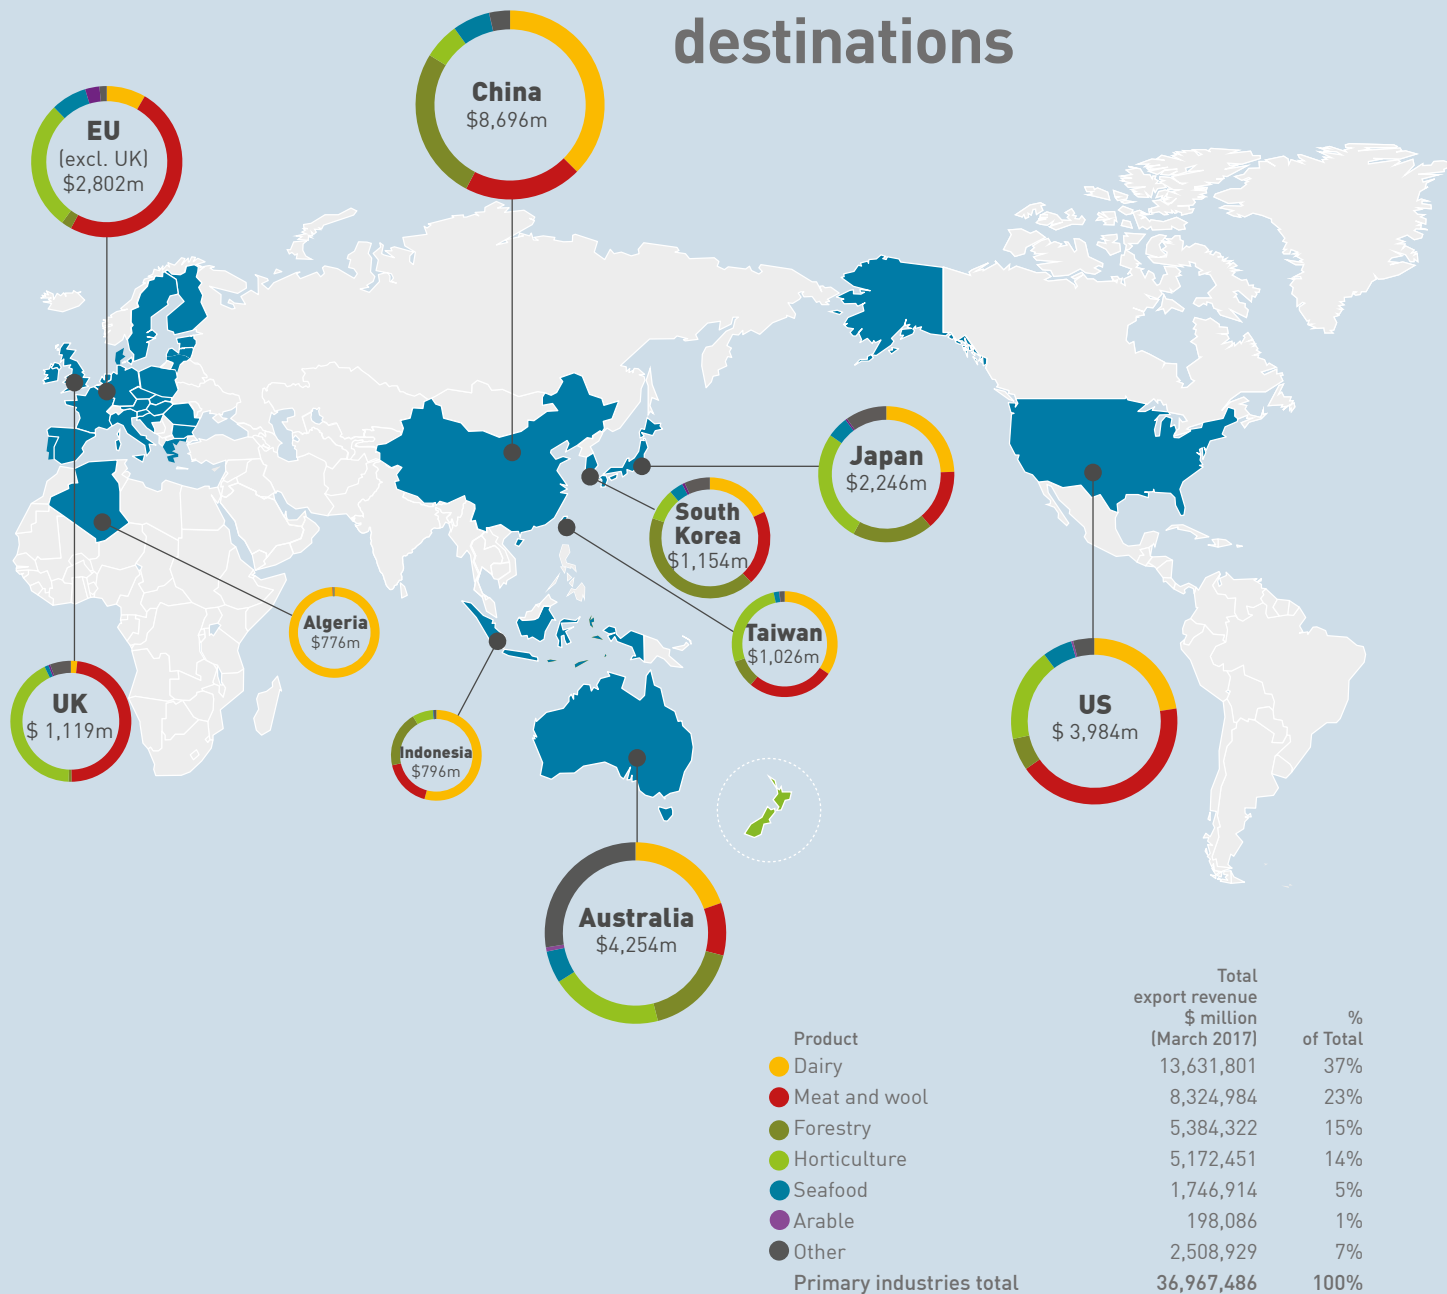 destinations
China
$8,696m
EU
(excl. UK)
$2,802m
Japan
$2,246m
South
Korea
$1,154m
Algeria
$776m
Taiwan
$1,026m
UK
$ 1,119m
US
$ 3,984m
Indonesia
$796m
Australia
$4,254m
Total
export revenue
$ million %
Product (March 2017) of Total
Dairy 13,631,801 37%
Meat and wool 8,324,984 23%
Forestry 5,384,322 15%
Horticulture 5,172,451 14%
Seafood 1,746,914 5%
Arable 198,086 1%
Other 2,508,929 7%
Primary industries total 36,967,486 100%